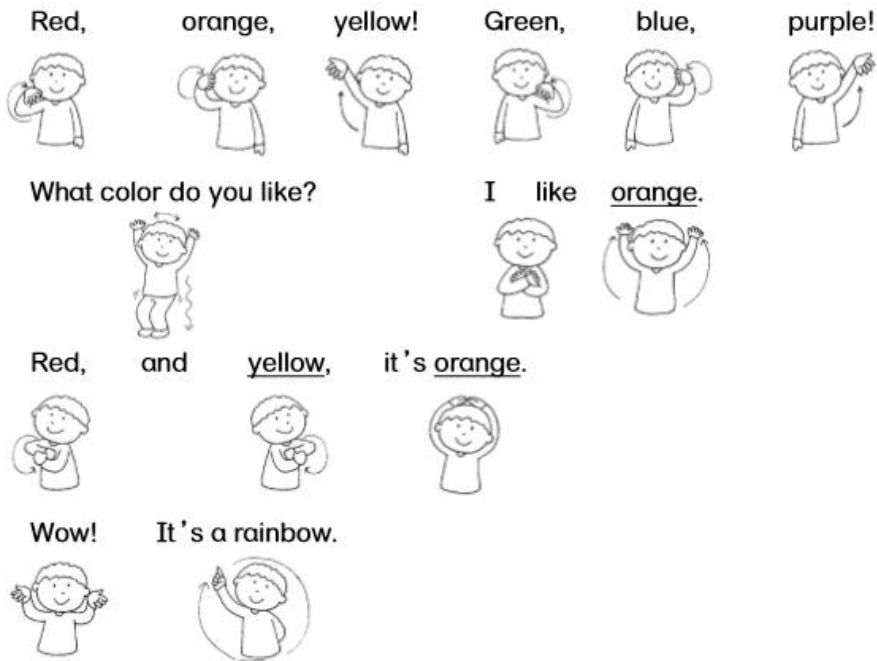 Red, orange, yellow! Green, blue, purple!
What color do you like? I like orange.
Red, and yellow, it's orange.
Wow! It's a rainbow.